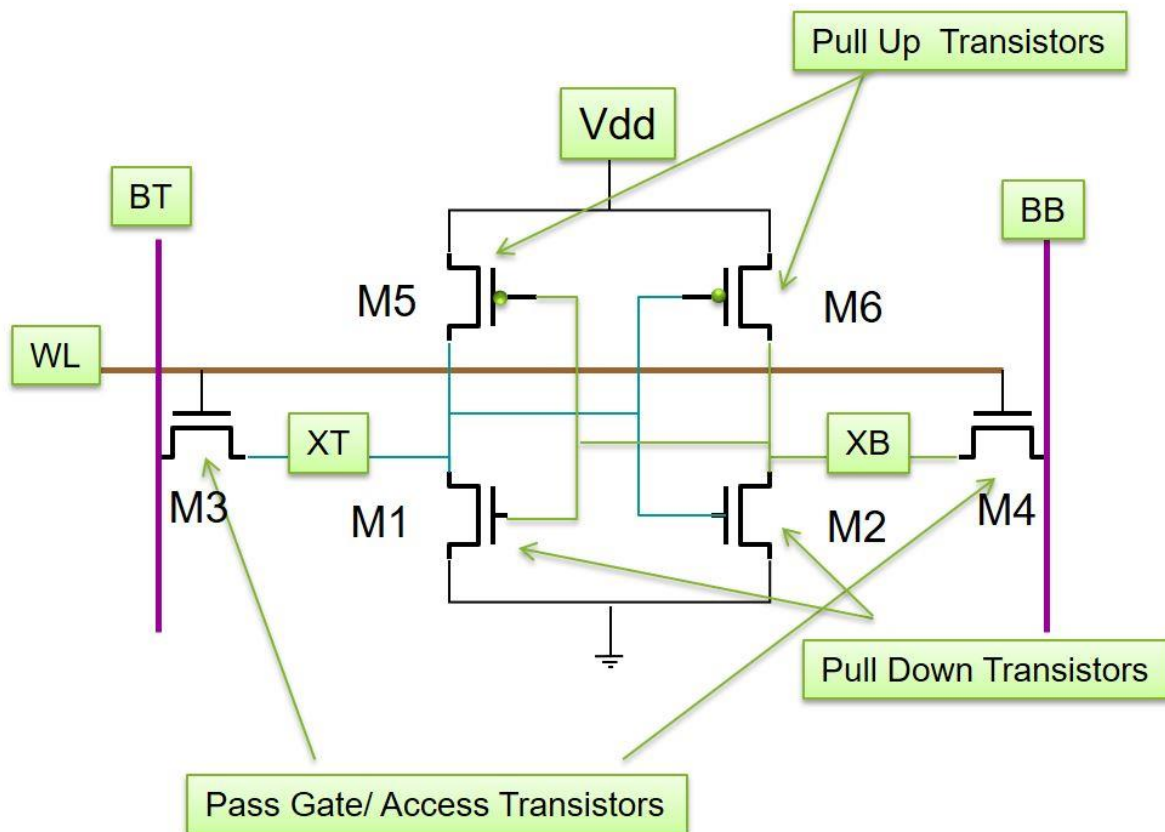 Pull Up Transistors
Vdd
BT
BB
M5
M6
WL
XT
XB
M3
M1
M2
M4
Pull Down Transistors
Pass Gate/ Access Transistors